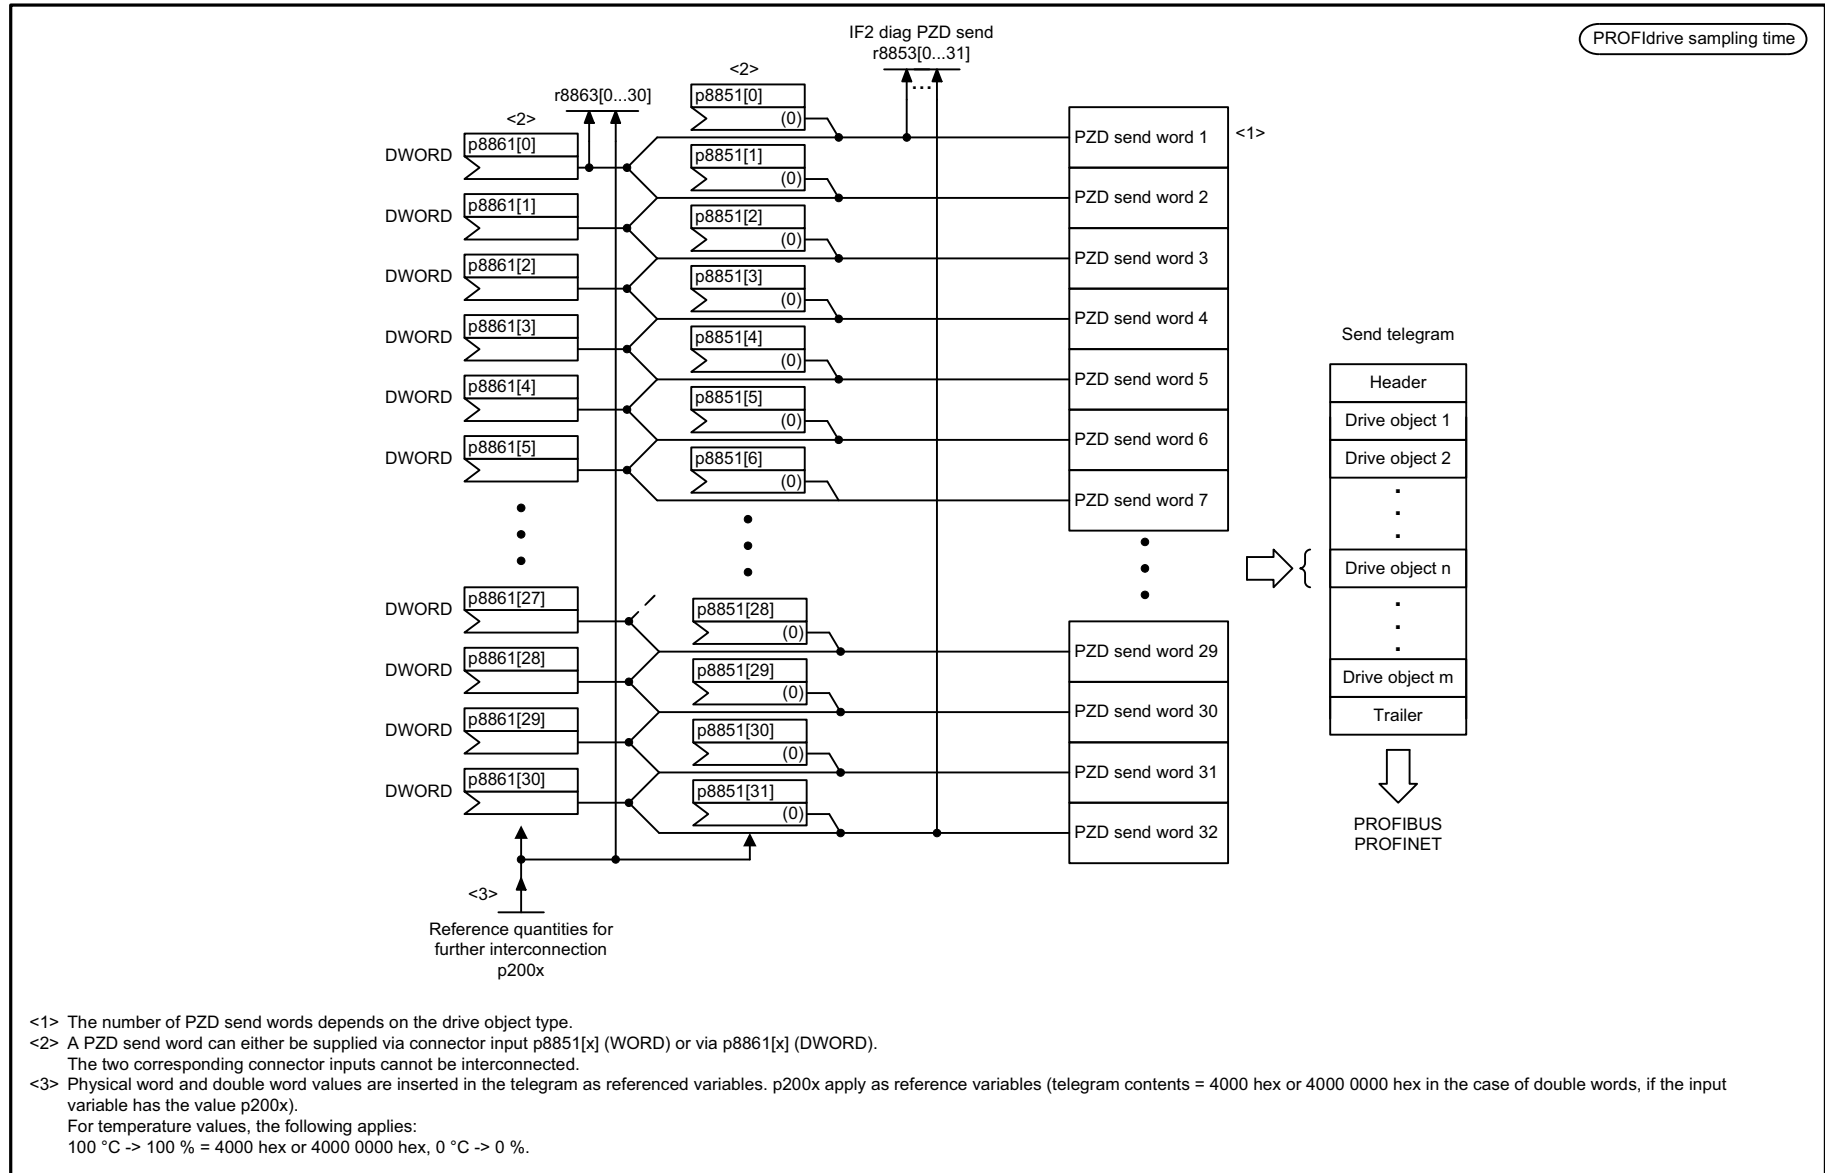 IF2 diag PZD send
r8853[0...31]
PROFIdrive sampling time
<2>
r8863[0...30]
<2>
...
p8851[0]
(0)
DWORD
p8861[0]
PZD send word 1
<1>
p8851[1]
(0)
DWORD
p8861[1]
PZD send word 2
p8851[2]
(0)
DWORD
p8861[2]
PZD send word 3
p8851[3]
(0)
DWORD
p8861[3]
PZD send word 4
p8851[4]
(0)
DWORD
p8861[4]
PZD send word 5
p8851[5]
(0)
DWORD
p8861[5]
PZD send word 6
p8851[6]
(0)
PZD send word 7
DWORD
p8861[27]
p8851[28]
(0)
PZD send word 29
DWORD
p8861[28]
p8851[29]
(0)
PZD send word 30
DWORD
p8861[29]
p8851[30]
(0)
PZD send word 31
DWORD
p8861[30]
p8851[31]
(0)
PZD send word 32
Send telegram
Header
Drive object 1
Drive object 2
Drive object n
Drive object m
Trailer
PROFIBUS
PROFINET
<3>
Reference quantities for
further interconnection
p200x
<1> The number of PZD send words depends on the drive object type.
<2> A PZD send word can either be supplied via connector input p8851[x] (WORD) or via p8861[x] (DWORD).
The two corresponding connector inputs cannot be interconnected.
<3> Physical word and double word values are inserted in the telegram as referenced variables. p200x apply as reference variables (telegram contents = 4000 hex or 4000 0000 hex in the case of double words, if the input
variable has the value p200x).
For temperature values, the following applies:
100 °C -> 100 % = 4000 hex or 4000 0000 hex, 0 °C -> 0 %.